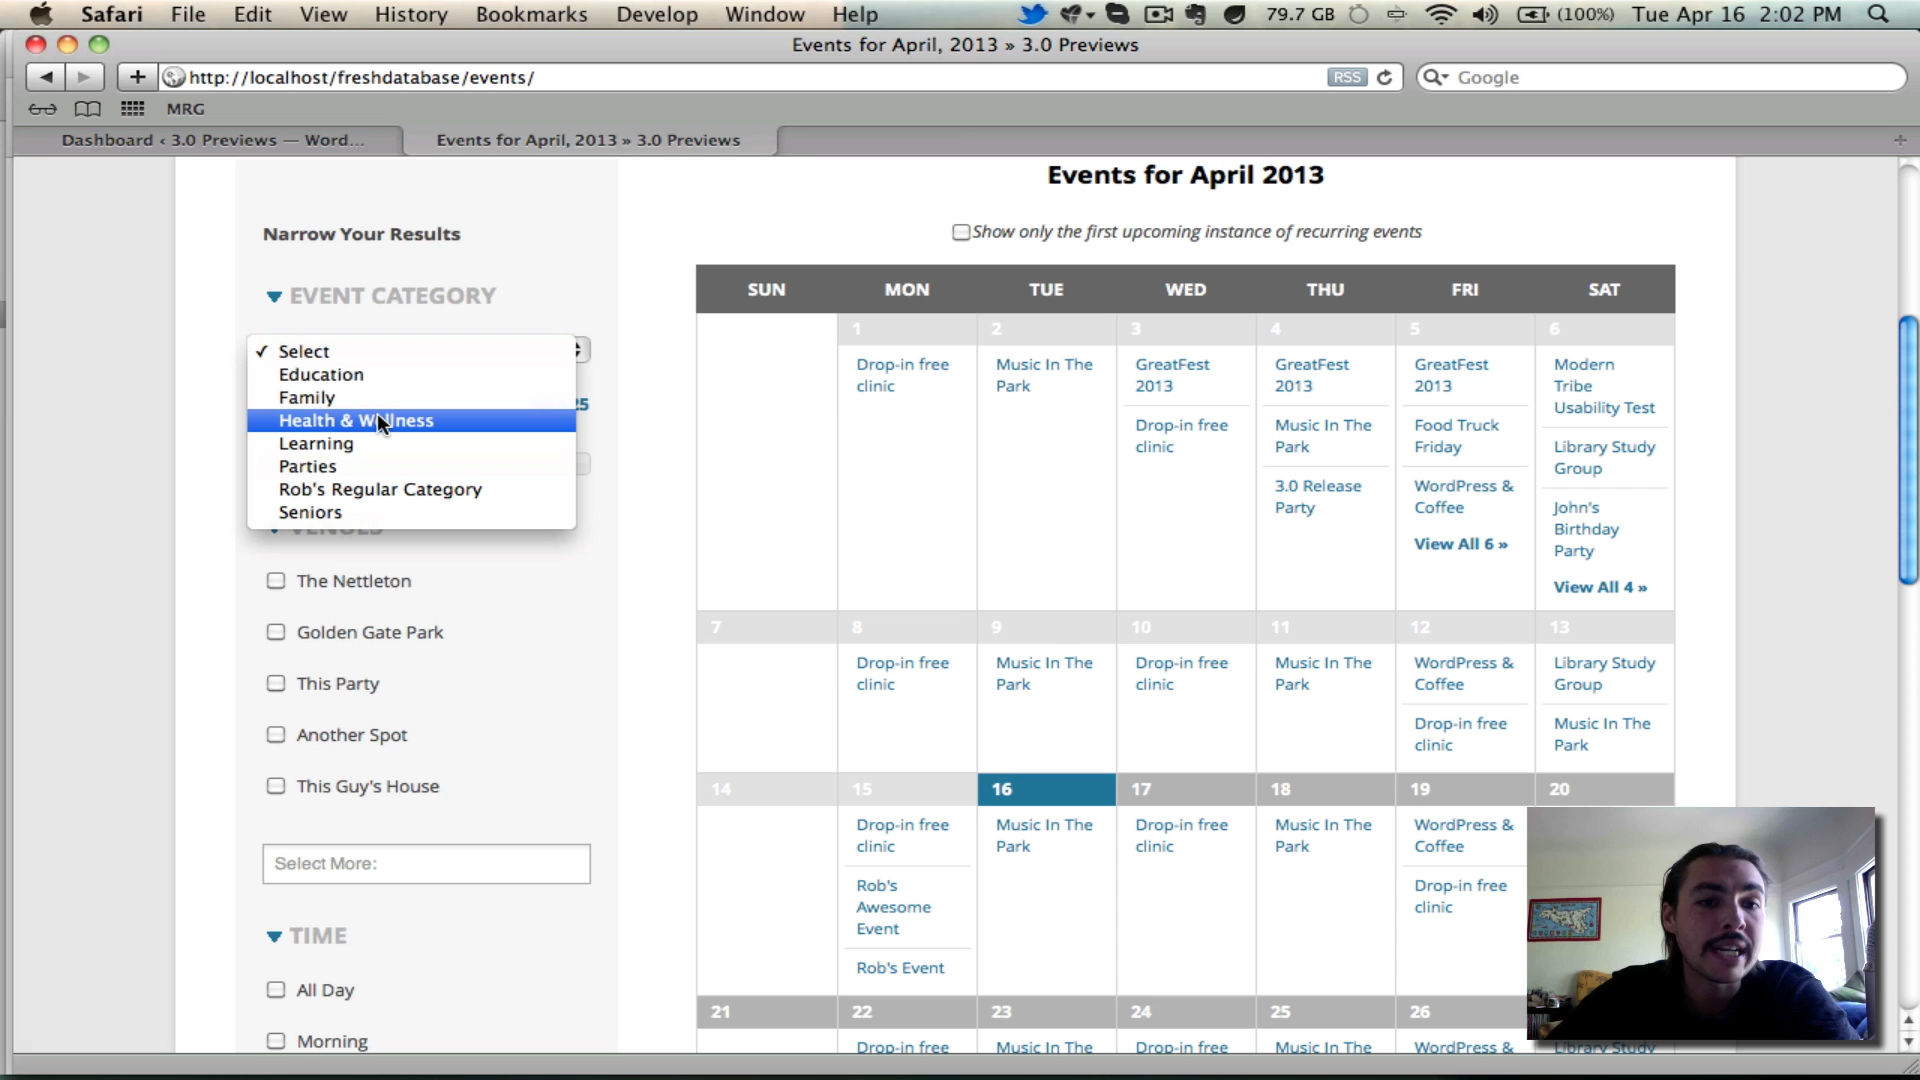 Safari File Edit View History Bookmarks Develop Window Help 79.7 GB (100%) Tue Apr 16 2:02 PM
Events for April, 2013 » 3.0 Previews
http://localhost/freshdatabase/events/ RSS Google
MRG
Dashboard ‹ 3.0 Previews — Word... Events for April, 2013 » 3.0 Previews
Events for April 2013
Show only the first upcoming instance of recurring events
Narrow Your Results
EVENT CATEGORY
✓ Select
Education
Family
Health & Wellness
Learning
Parties
Rob's Regular Category
Seniors
VENUES
The Nettleton
Golden Gate Park
This Party
Another Spot
This Guy's House
Select More:
TIME
All Day
Morning
SUN MON TUE WED THU FRI SAT
1 2 3 4 5 6
Drop-in free
clinic
Music In The
Park
GreatFest
2013
Drop-in free
clinic
GreatFest
2013
Music In The
Park
3.0 Release
Party
GreatFest
2013
Food Truck
Friday
WordPress &
Coffee
View All 6 »
Modern
Tribe
Usability Test
Library Study
Group
John's
Birthday
Party
View All 4 »
7 8 9 10 11 12 13
Drop-in free
clinic
Music In The
Park
Drop-in free
clinic
Music In The
Park
WordPress &
Coffee
Drop-in free
clinic
Library Study
Group
Music In The
Park
14 15 16 17 18 19 20
Drop-in free
clinic
Rob's
Awesome
Event
Rob's Event
Music In The
Park
Drop-in free
clinic
Music In The
Park
WordPress &
Coffee
Drop-in free
clinic
21 22 23 24 25 26
Drop-in free Music In The Drop-in free Music In The WordPress & Library Study